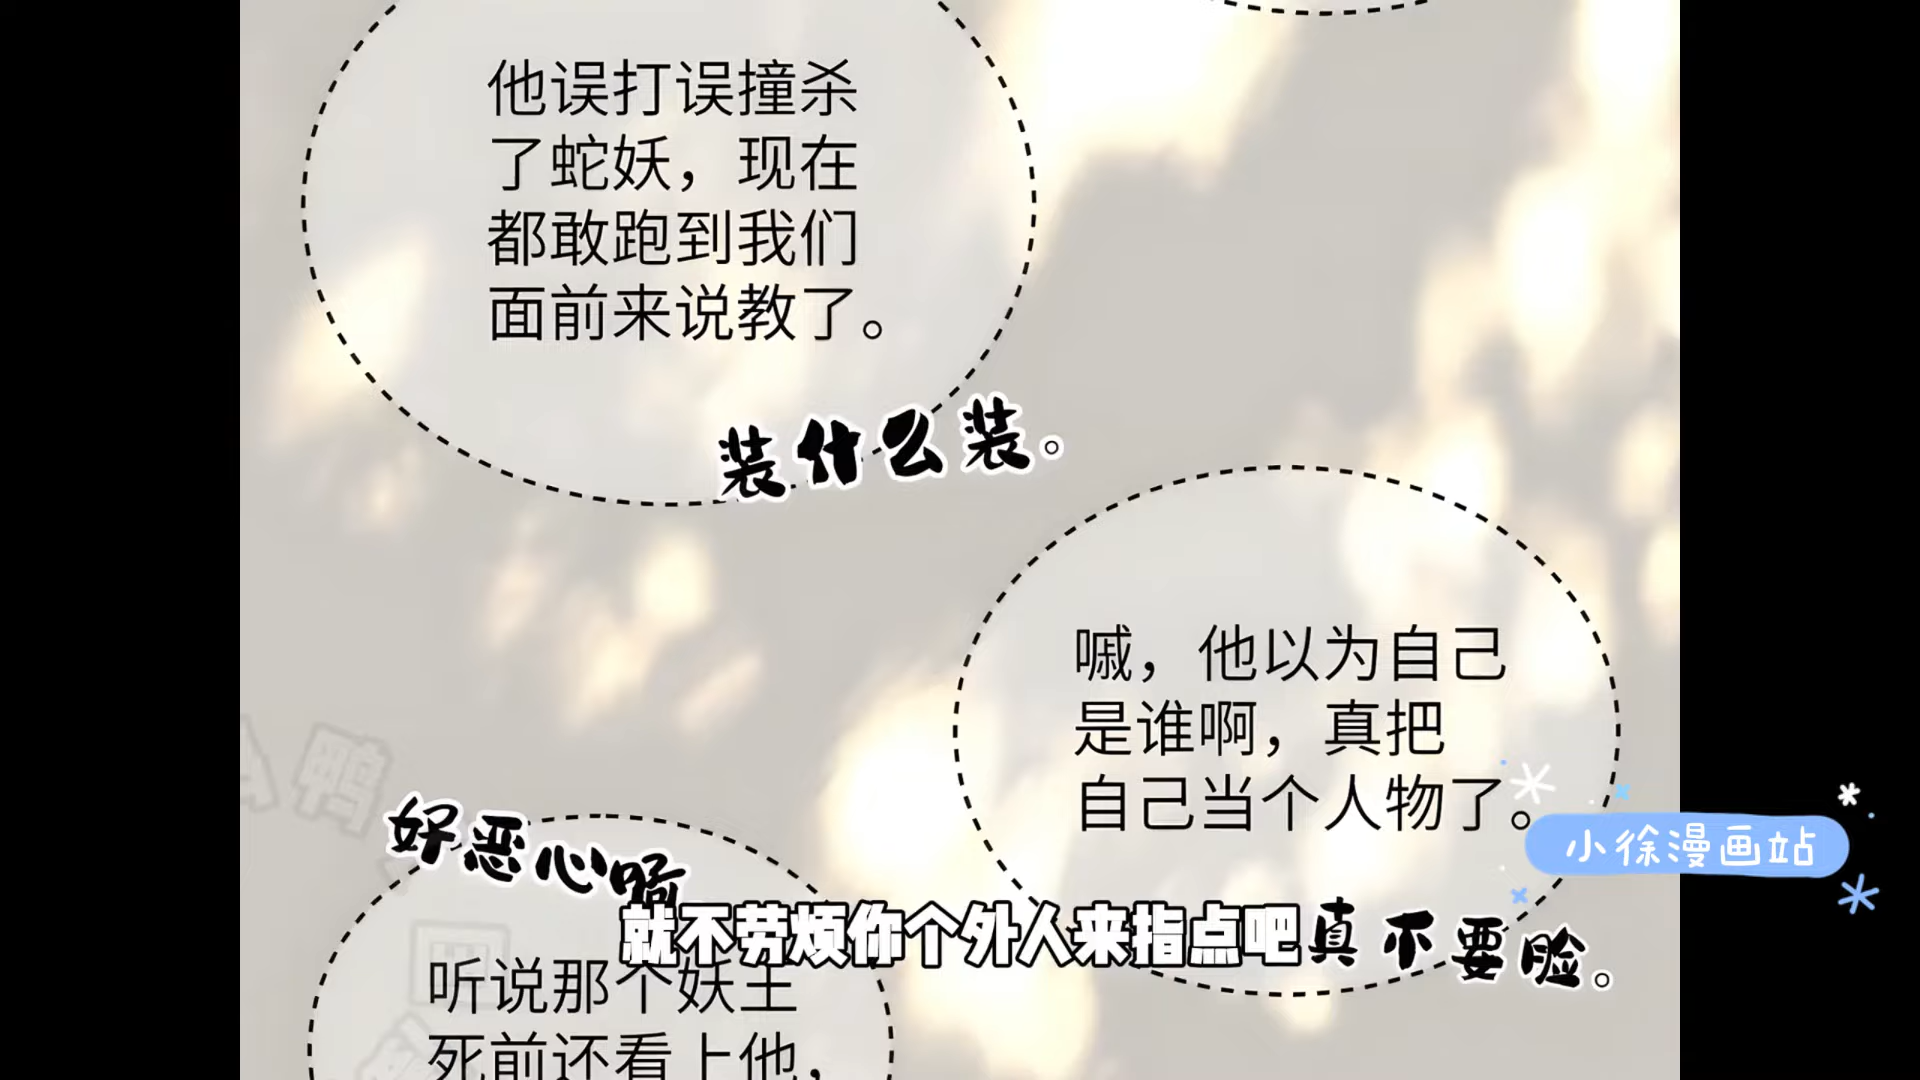 他误打误撞杀
了蛇妖，现在
都敢跑到我们
面前来说教了。
装什么装。
嘁，他以为自己
是谁啊，真把
自己当个人物了。
小徐漫画站
好恶心啊
就不劳烦你个外人来指点吧
真不要脸。
听说那个妖王
死前还看上他，
鸭